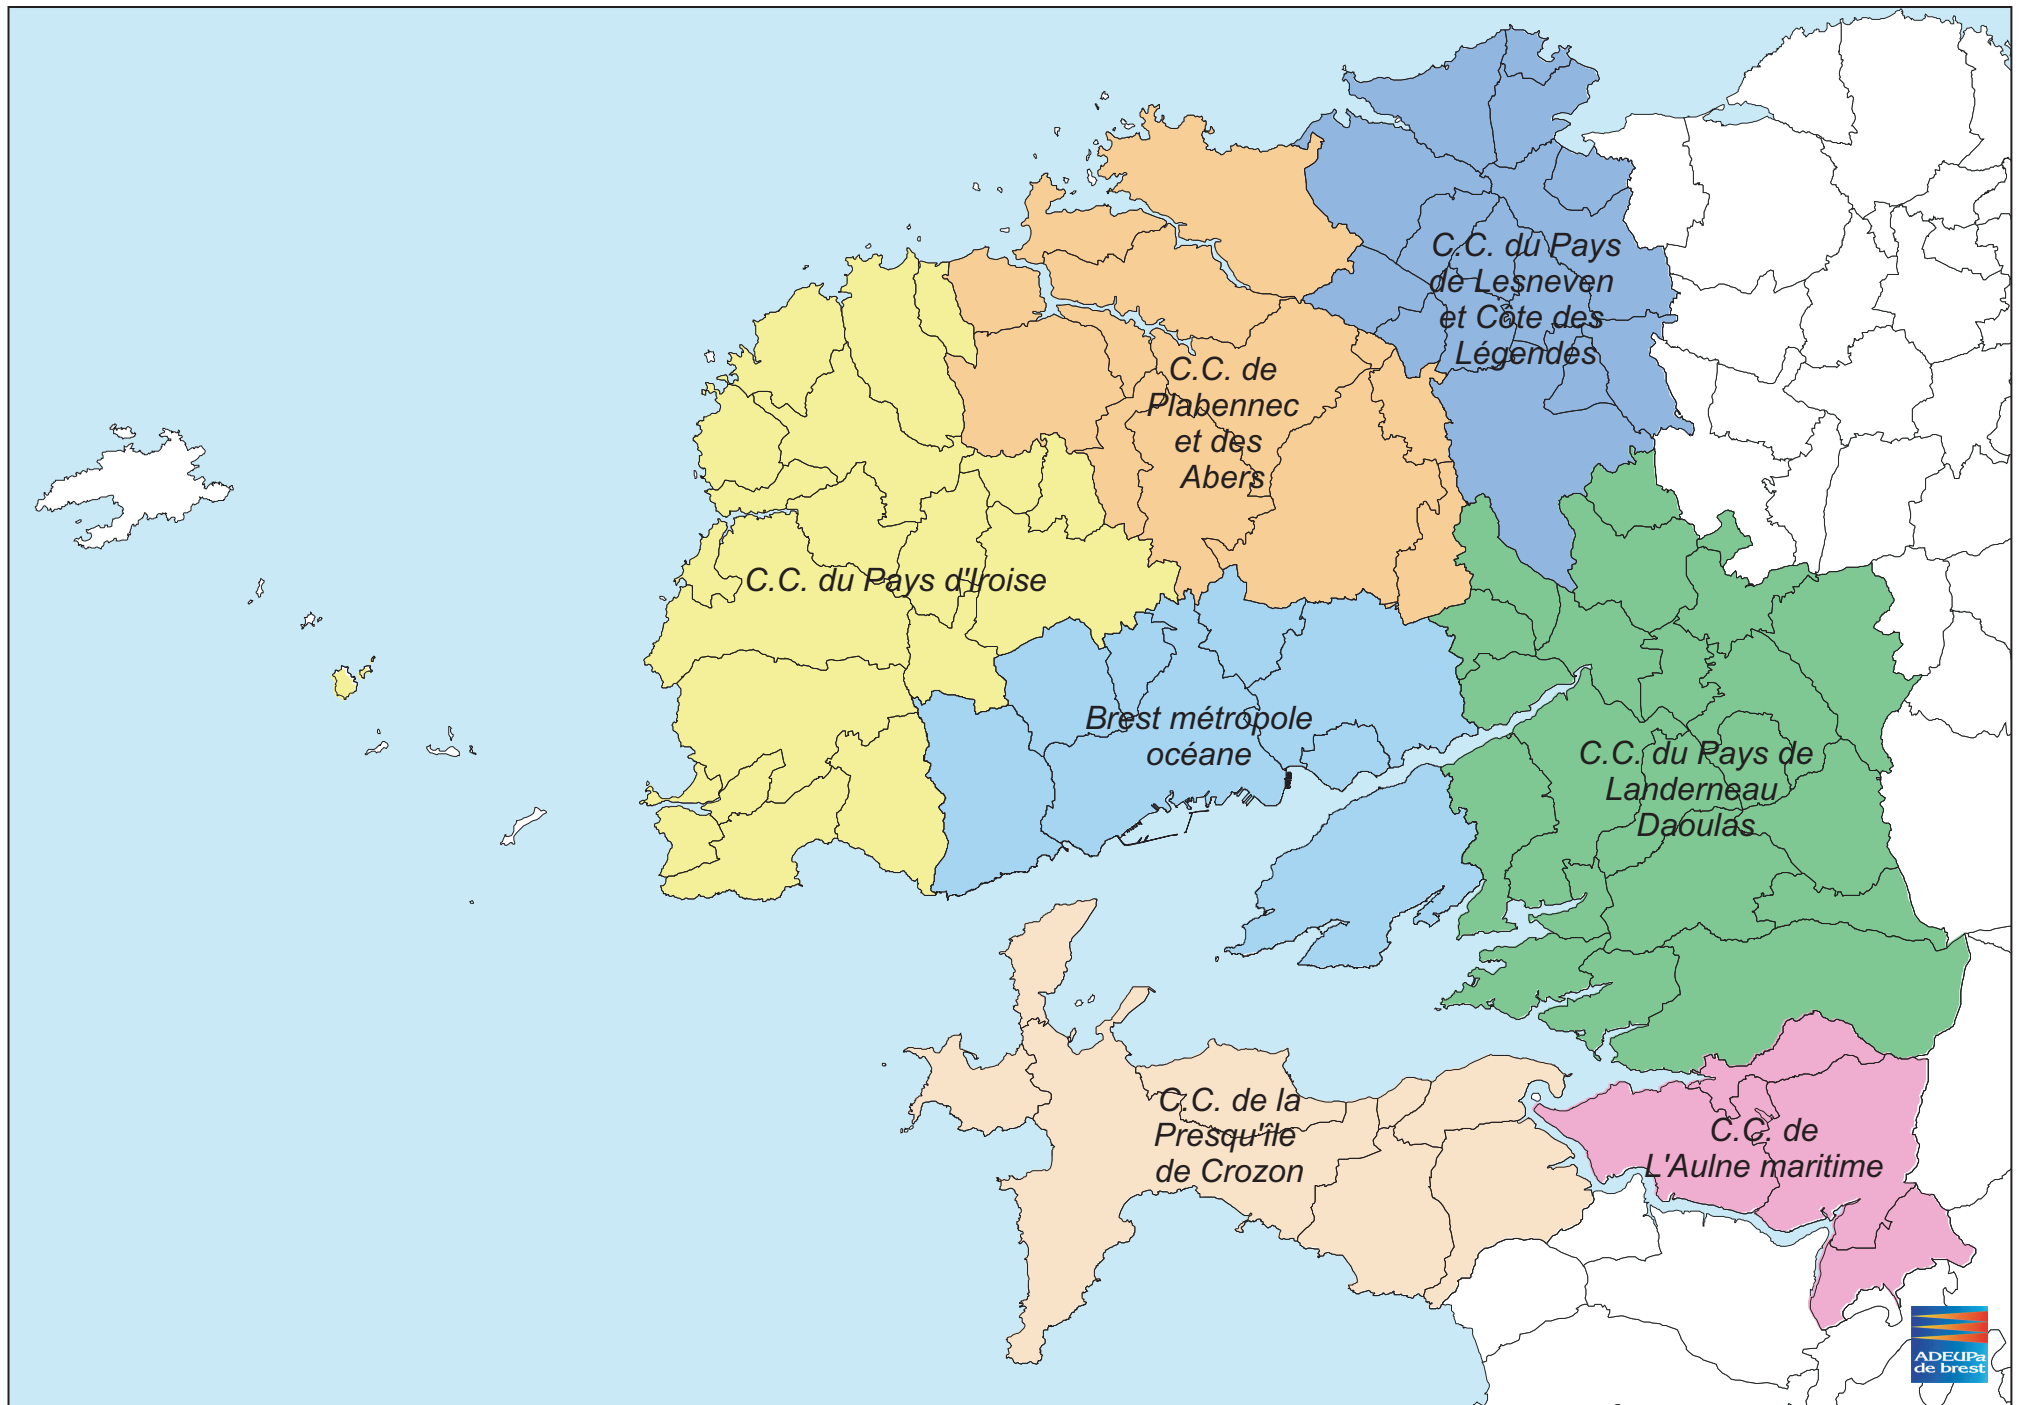 C.C. du Pays
de Lesneven
et Côte des
Légendes
C.C. de
Plabennec
et des
Abers
C.C. du Pays d'Iroise
Brest métropole
océane
C.C. du Pays de
Landerneau
Daoulas
C.C. de la
Presqu'île
de Crozon
C.C. de
L'Aulne maritime
ADEUPa
de brest